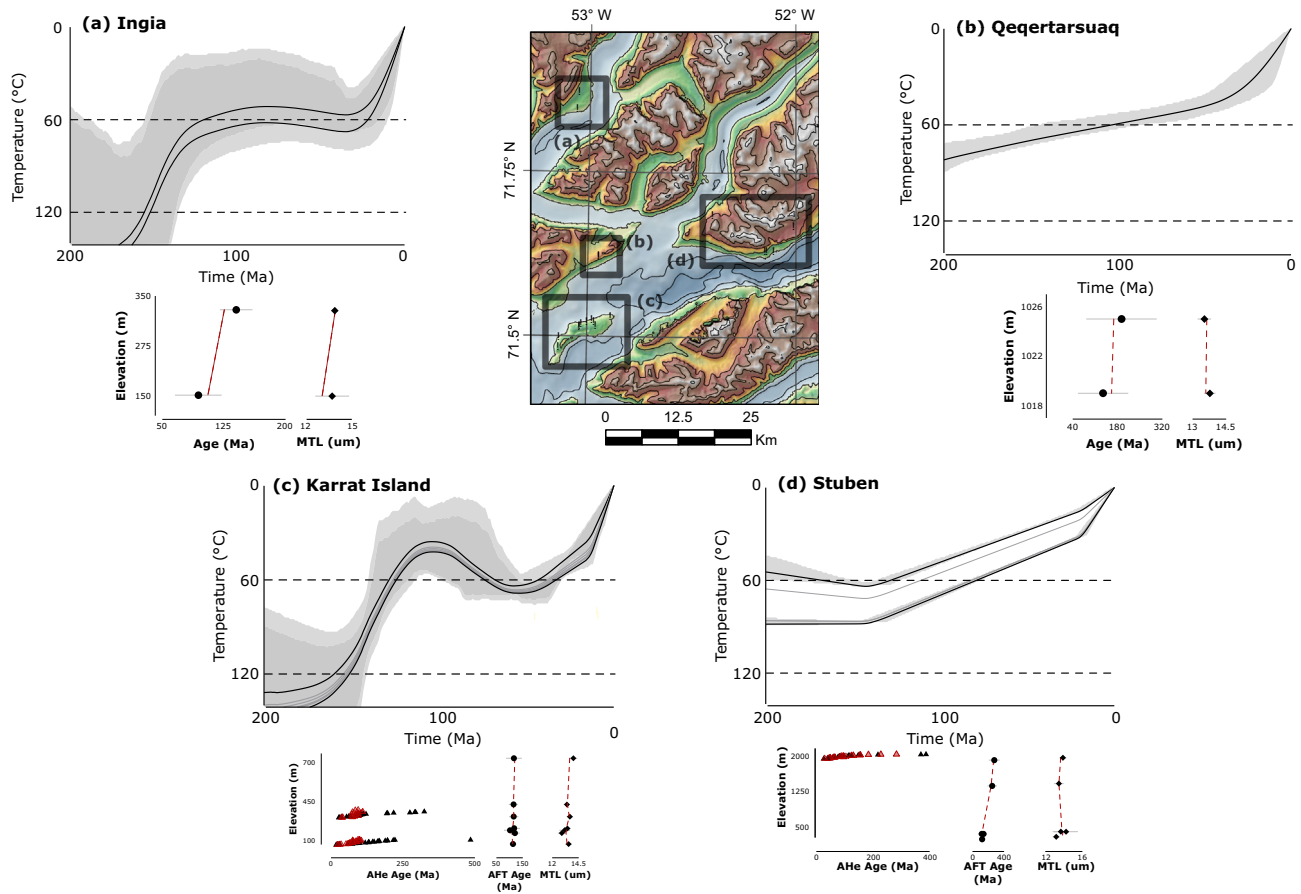 (a) Ingia
0
60
120
Temperature (°C)
200
100
0
Time (Ma)
350
275
150
Elevation (m)
50
125
200
Age (Ma)
12
15
MTL (um)
53° W
52° W
71.75° N
71.5° N
(a)
(b)
(c)
(d)
0
12.5
25
Km
(b) Qeqertarsuaq
0
60
120
Temperature (°C)
200
100
0
Time (Ma)
1026
1022
1018
Elevation (m)
40
180
320
Age (Ma)
13
14.5
MTL (um)
(c) Karrat Island
0
60
120
Temperature (°C)
200
100
0
Time (Ma)
700
450
100
Elevation (m)
0
250
500
AHe Age (Ma)
50
150
AFT Age
(Ma)
12
14.5
MTL (um)
(d) Stuben
0
60
120
Temperature (°C)
200
100
0
Time (Ma)
2000
1250
500
Elevation (m)
0
200
400
AHe Age (Ma)
0
400
AFT Age
(Ma)
12
16
MTL (um)